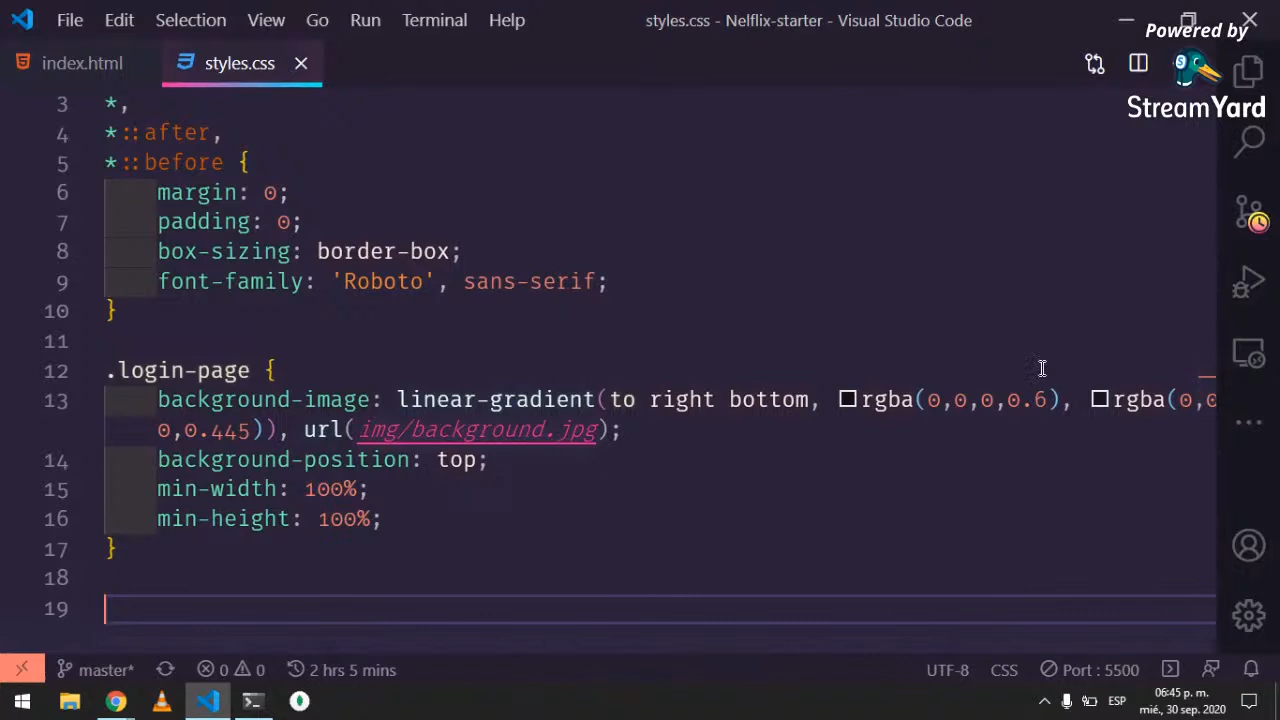 File Edit Selection View Go Run Terminal Help styles.css - Nelflix-starter - Visual Studio Code
Powered by
StreamYard
index.html styles.css
3 *,
4 *::after,
5 *::before {
6 margin: 0;
7 padding: 0;
8 box-sizing: border-box;
9 font-family: 'Roboto', sans-serif;
10 }
11
12 .login-page {
13 background-image: linear-gradient(to right bottom, rgba(0,0,0,0.6), rgba(0,
0,0.445)), url(img/background.jpg);
14 background-position: top;
15 min-width: 100%;
16 min-height: 100%;
17 }
18
19
master* 0 0 2 hrs 5 mins UTF-8 CSS Port : 5500
ESP 06:45 p. m.
mié., 30 sep. 2020